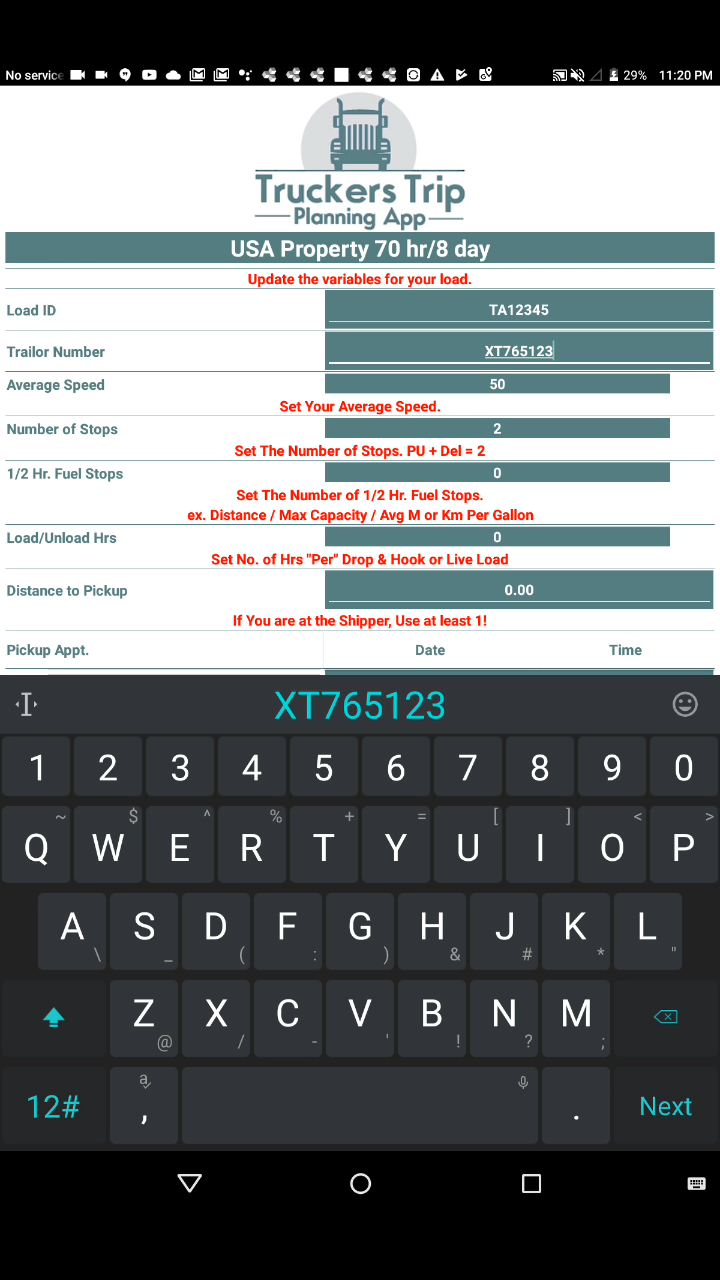 No service 29% 11:20 PM
Truckers Trip
Planning App
USA Property 70 hr/8 day
Update the variables for your load.
Load ID TA12345
Trailor Number XT765123
Average Speed 50
Set Your Average Speed.
Number of Stops 2
Set The Number of Stops. PU + Del = 2
1/2 Hr. Fuel Stops 0
Set The Number of 1/2 Hr. Fuel Stops.
ex. Distance / Max Capacity / Avg M or Km Per Gallon
Load/Unload Hrs 0
Set No. of Hrs "Per" Drop & Hook or Live Load
Distance to Pickup 0.00
If You are at the Shipper, Use at least 1!
Pickup Appt. Date Time
XT765123
1 2 3 4 5 6 7 8 9 0
~ $ ^ % + = [ ] < >
Q W E R T Y U I O P
A S D F G H J K L
\ _ ( : ) & # * "
Z X C V B N M
@ / - ' ! ? ;
12# a , . Next